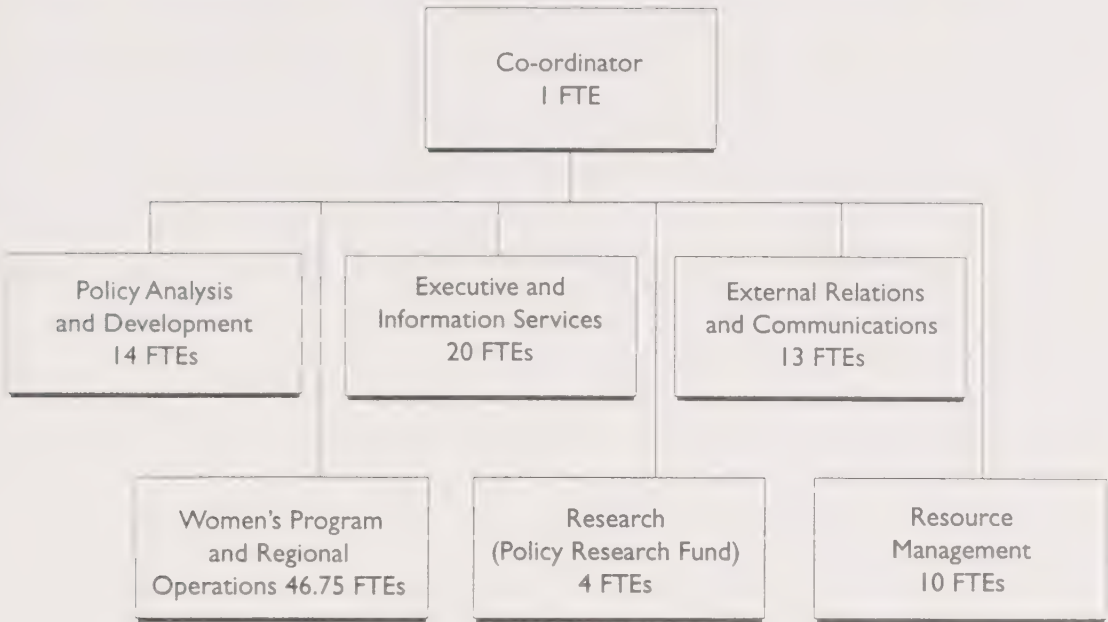 Co-ordinator
1 FTE
Policy Analysis
and Development
14 FTEs
Executive and
Information Services
20 FTEs
External Relations
and Communications
13 FTEs
Women's Program
and Regional
Operations 46.75 FTEs
Research
(Policy Research Fund)
4 FTEs
Resource
Management
10 FTEs